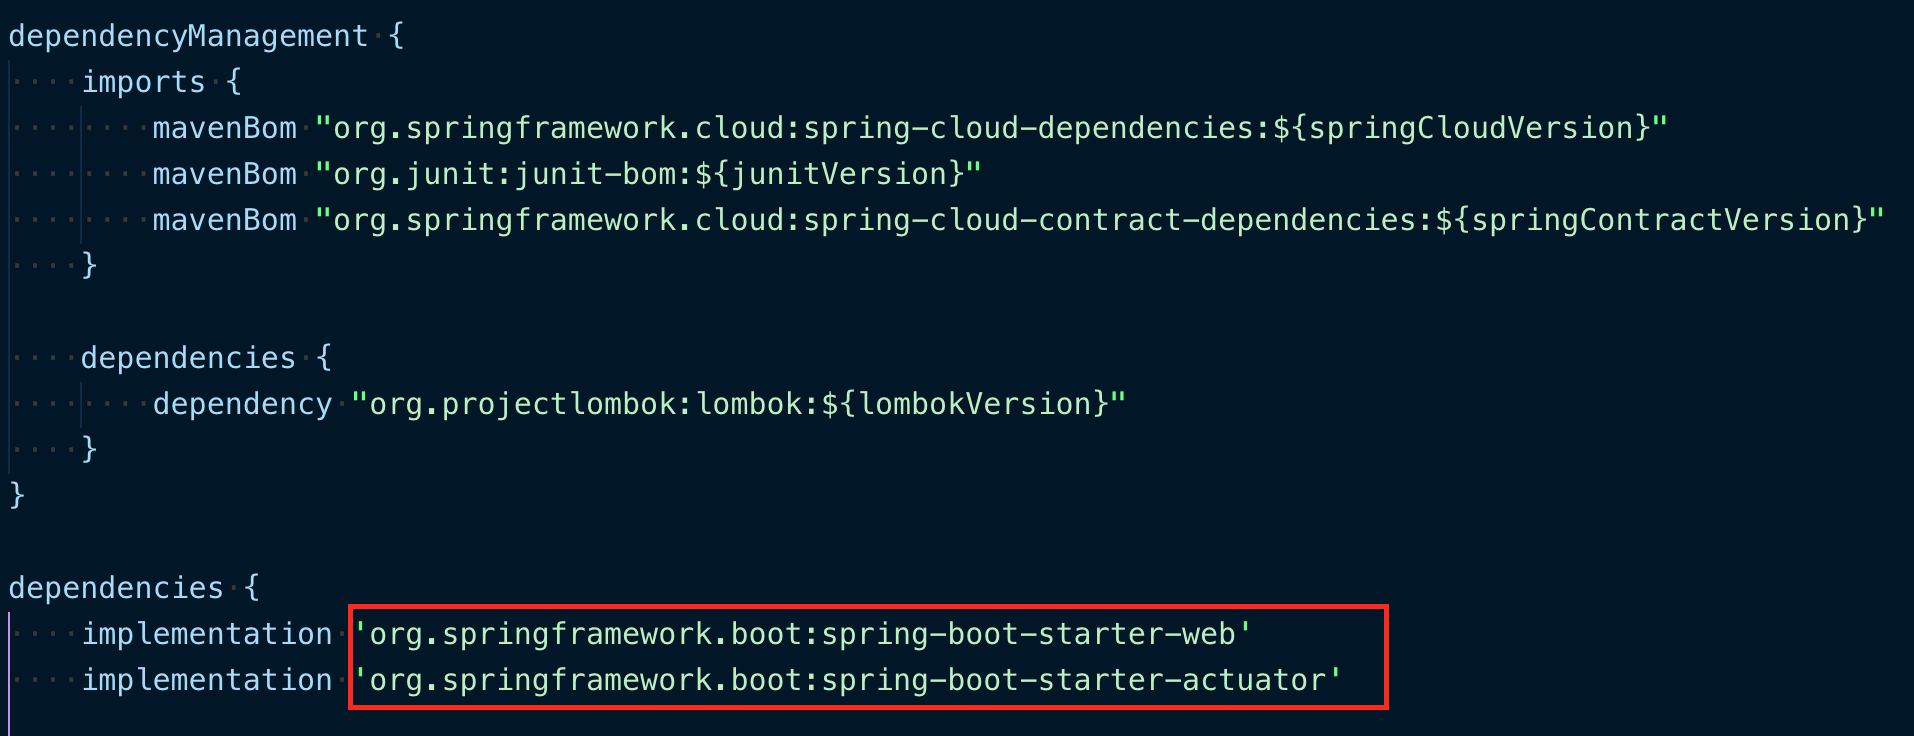 dependencyManagement {
    imports {
        mavenBom "org.springframework.cloud:spring-cloud-dependencies:${springCloudVersion}"
        mavenBom "org.junit:junit-bom:${junitVersion}"
        mavenBom "org.springframework.cloud:spring-cloud-contract-dependencies:${springContractVersion}"
    }

    dependencies {
        dependency "org.projectlombok:lombok:${lombokVersion}"
    }
}

dependencies {
    implementation 'org.springframework.boot:spring-boot-starter-web'
    implementation 'org.springframework.boot:spring-boot-starter-actuator'